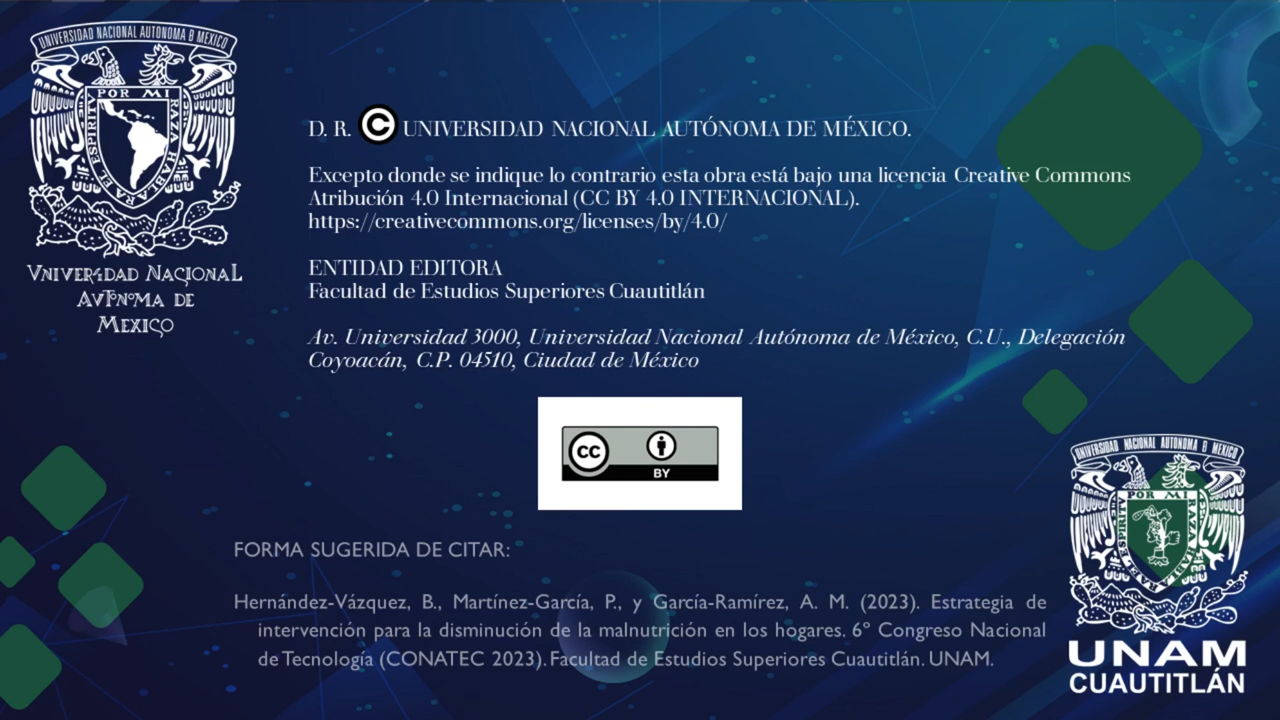 UNIVERSIDAD NACIONAL AUTONOMA D MEXICO
POR MI RAZA HABLARA EL ESPIRITU
VNIVERSIDAD NACIONAL
AVTNOMA DE
MEXICO
D. R. © UNIVERSIDAD NACIONAL AUTÓNOMA DE MÉXICO.
Excepto donde se indique lo contrario esta obra está bajo una licencia Creative Commons
Atribución 4.0 Internacional (CC BY 4.0 INTERNACIONAL).
https://creativecommons.org/licenses/by/4.0/
ENTIDAD EDITORA
Facultad de Estudios Superiores Cuautitlán
Av. Universidad 3000, Universidad Nacional Autónoma de México, C.U., Delegación
Coyoacán, C.P. 04510, Ciudad de México
CC
BY
FORMA SUGERIDA DE CITAR:
Hernández-Vázquez, B., Martínez-García, P., y García-Ramírez, A. M. (2023). Estrategia de
intervención para la disminución de la malnutrición en los hogares. 6º Congreso Nacional
de Tecnología (CONATEC 2023). Facultad de Estudios Superiores Cuautitlán. UNAM.
UNIVERSIDAD NACIONAL AUTONOMA D MEXICO
POR MI RAZA HABLARA EL ESPIRITU
UNAM
CUAUTITLÁN